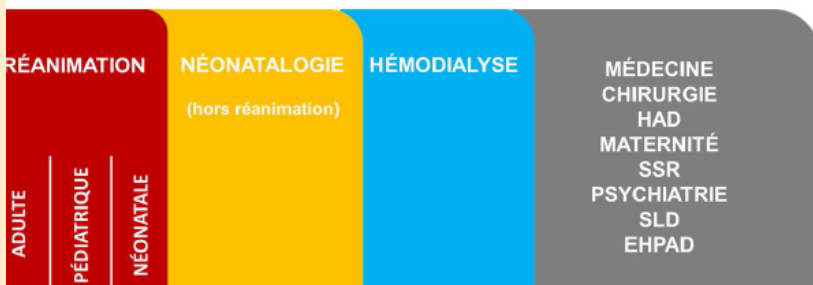 RÉANIMATION
ADULTE
PÉDIATRIQUE
NÉONATALE
NÉONATALOGIE
(hors réanimation)
HÉMODIALYSE
MÉDECINE
CHIRURGIE
HAD
MATERNITÉ
SSR
PSYCHIATRIE
SLD
EHPAD